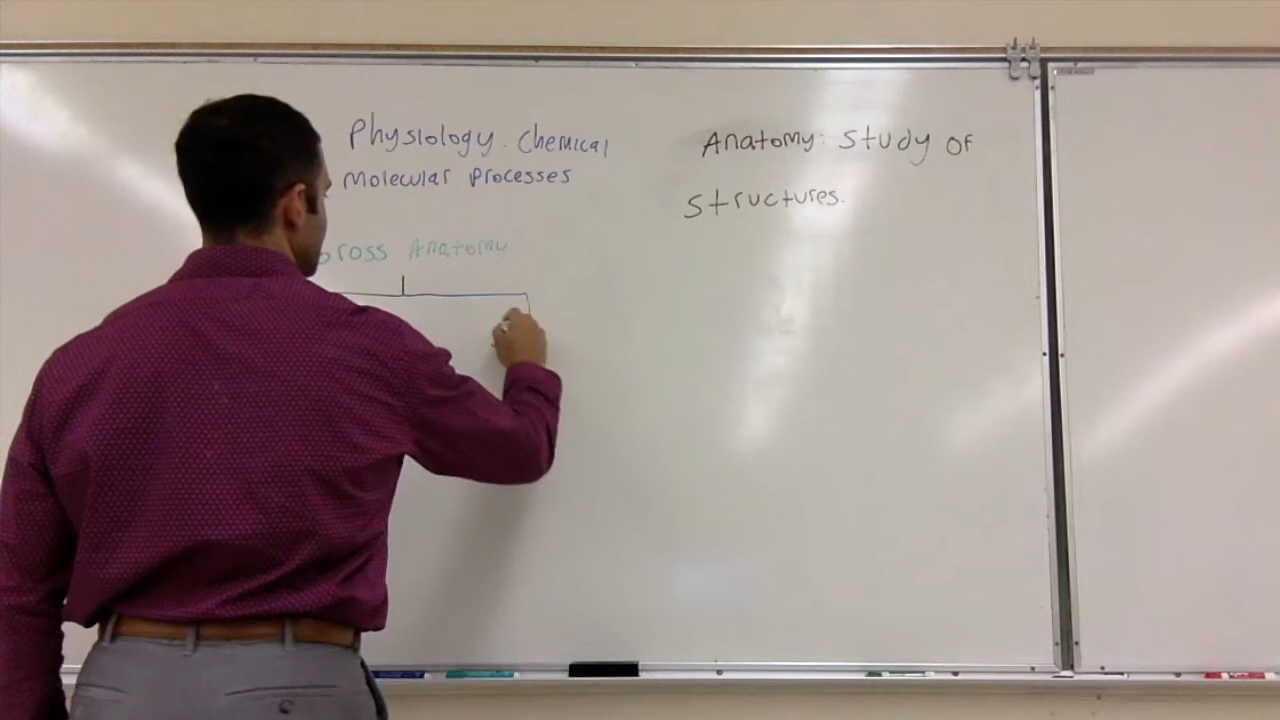 Physiology. Chemical
Molecular Processes
Anatomy: Study of
structures.
Gross Anatomy